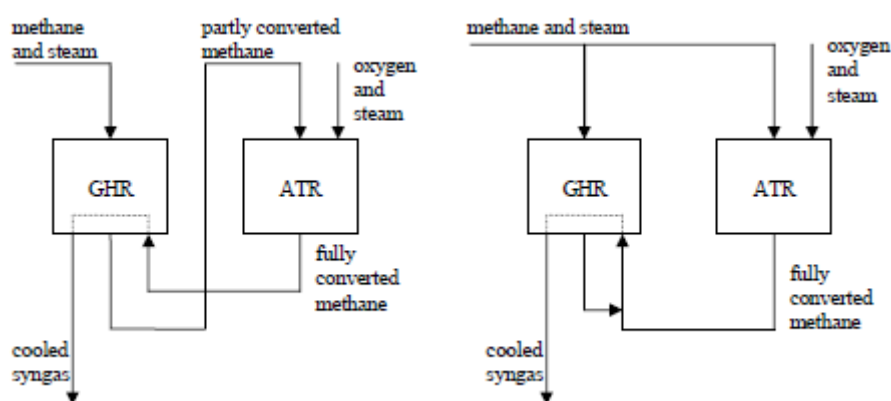 methane
and steam
partly converted
methane
oxygen
and
steam
GHR
ATR
fully
converted
methane
cooled
syngas
methane and steam
oxygen
and
steam
GHR
ATR
fully
converted
methane
cooled
syngas